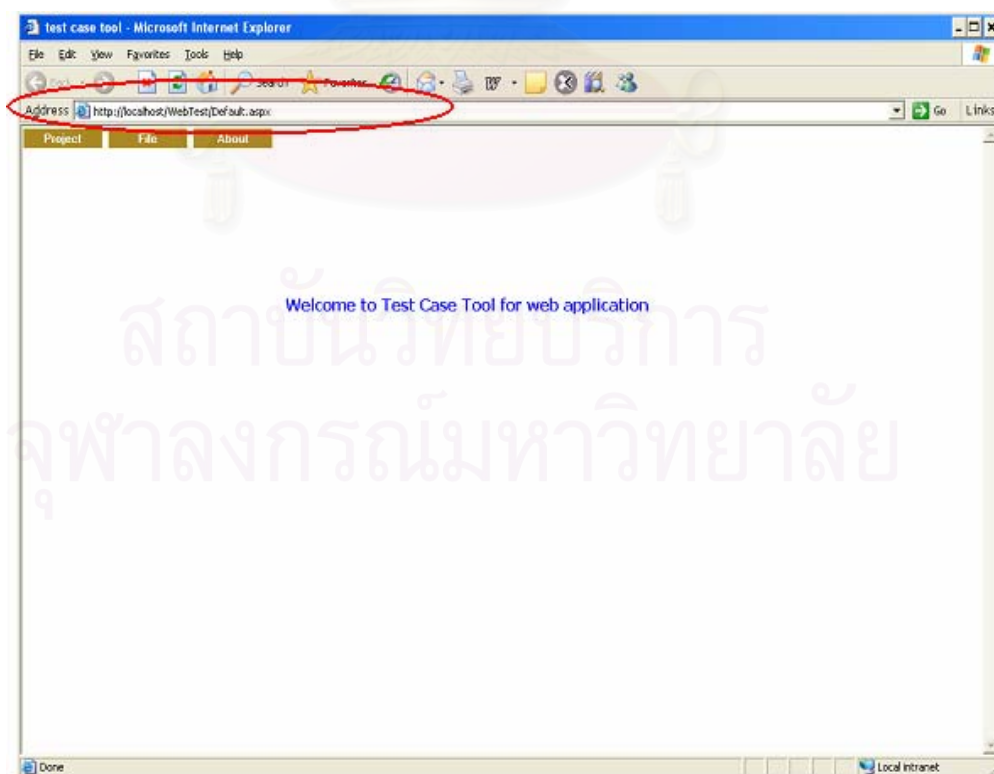 test case tool - Microsoft Internet Explorer
File Edit View Favorites Tools Help
Back Search Favorites
Address http://localhost/WebTest/Default.aspx Go Links
Project File About
Welcome to Test Case Tool for web application
สถาบันวิทยบริการ
จุฬาลงกรณ์มหาวิทยาลัย
Done Local intranet